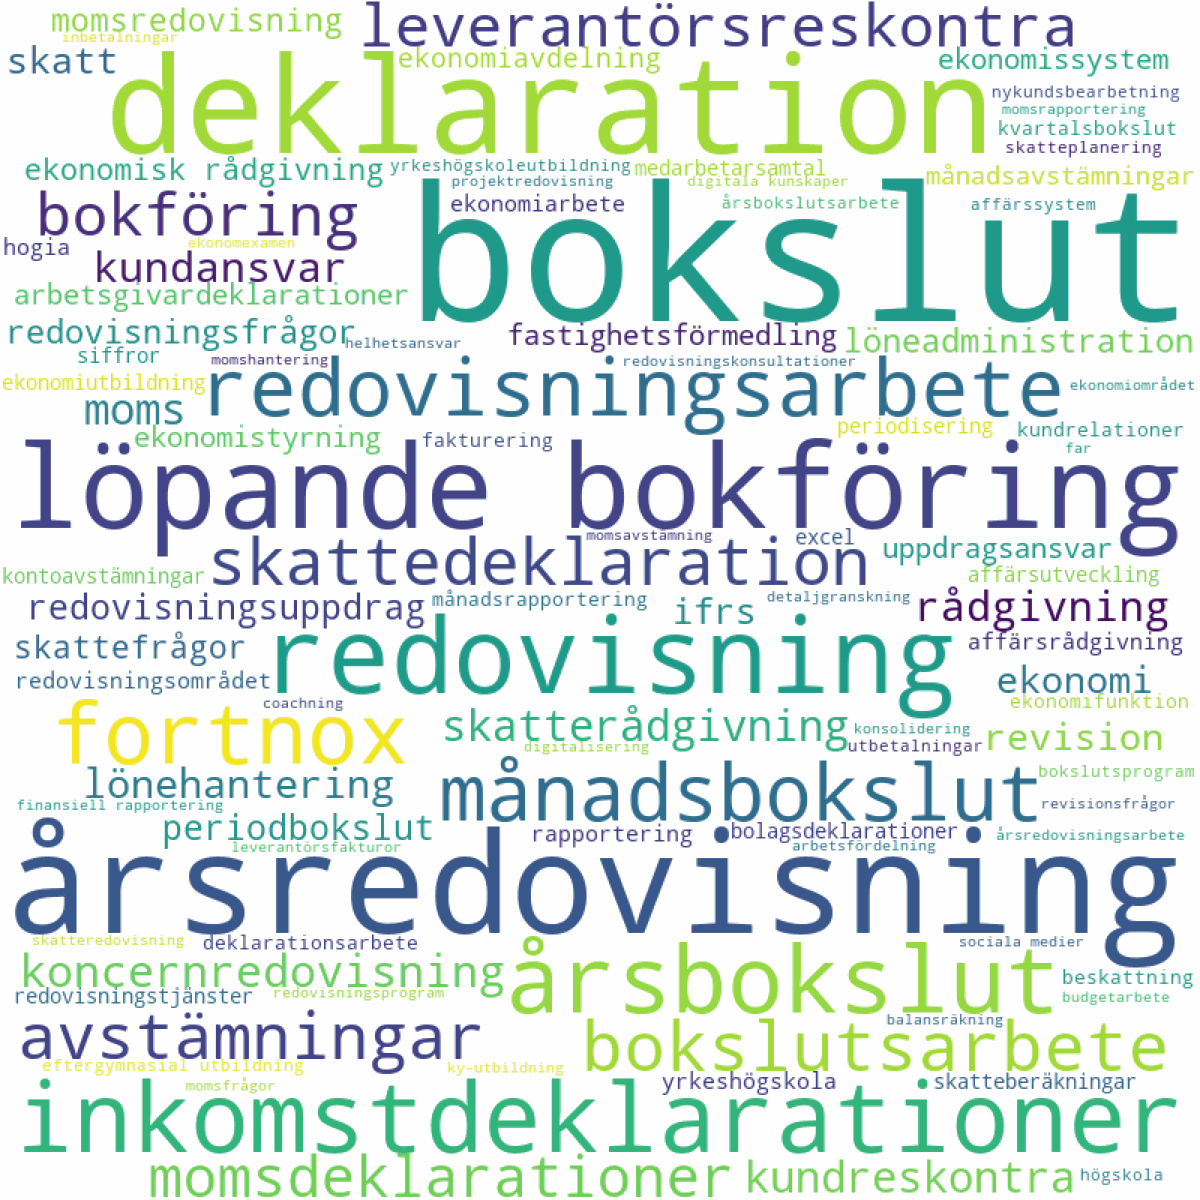 momsredovisning
leverantörsreskontra
inbetalningar
skatt
deklaration
ekonomiavdelning
ekonomissystem
nykundsbearbetning
momsrapportering
kvartalsbokslut
skatteplanering
ekonomisk rådgivning
yrkeshögskoleutbildning
medarbetarsamtal
månadsavstämningar
projektredovisning
digitala kunskaper
bokföring
ekonomiarbete
årsbokslutsarbete
affärssystem
bokslut
hogia
ekonomexamen
kundansvar
arbetsgivardeklarationer
redovisningsfrågor
helhetsansvar
fastighetsförmedling
löneadministration
siffror
momshantering
redovisningskonsultationer
ekonomiutbildning
redovisningsarbete
ekonomiområdet
moms
ekonomistyrning
fakturering
periodisering
kundrelationer
far
löpande bokföring
momsavstämning
excel
skattedeklaration
uppdragsansvar
kontoavstämningar
affärsutveckling
redovisningsuppdrag
månadsrapportering
ifrs
detaljgranskning
rådgivning
skattefrågor
redovisning
affärsrådgivning
redovisningsområdet
ekonomi
coachning
ekonomifunktion
fortnox
skatterådgivning
konsolidering
digitalisering
utbetalningar
revision
lönehantering
månadsbokslut
bokslutsprogram
finansiell rapportering
revisionsfrågor
periodbokslut
rapportering
bolagsdeklarationer
årsredovisningsarbete
leverantörsfakturor
arbetsfördelning
årsredovisning
skatteredovisning
deklarationsarbete
sociala medier
koncernredovisning
årsbokslut
beskattning
redovisningstjänster
redovisningsprogram
budgetarbete
avstämningar
balansräkning
bokslutsarbete
eftergymnasial utbildning
ky-utbildning
momsfrågor
yrkeshögskola
skatteberäkningar
inkomstdeklarationer
momsdeklarationer
kundreskontra
högskola